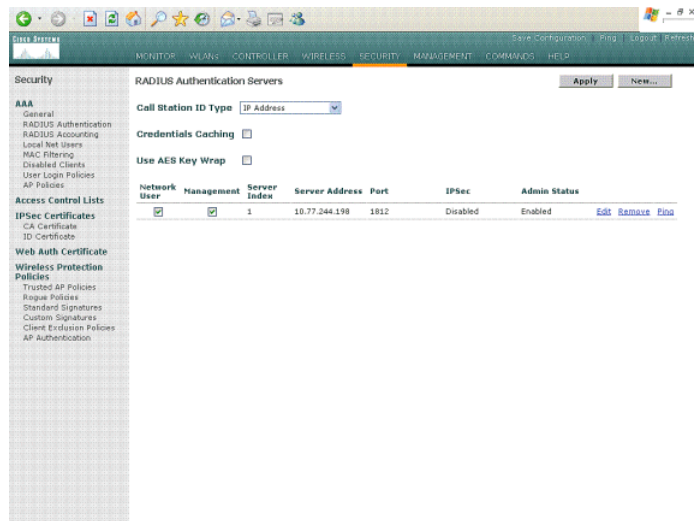 Save Configuration | Ping | Logout | Refresh
CISCO SYSTEMS
MONITOR WLANs CONTROLLER WIRELESS SECURITY MANAGEMENT COMMANDS HELP
Security
AAA
General
RADIUS Authentication
RADIUS Accounting
Local Net Users
MAC Filtering
Disabled Clients
User Login Policies
AP Policies
Access Control Lists
IPSec Certificates
CA Certificate
ID Certificate
Web Auth Certificate
Wireless Protection
Policies
Trusted AP Policies
Rogue Policies
Standard Signatures
Custom Signatures
Client Exclusion Policies
AP Authentication
RADIUS Authentication Servers
Apply New...
Call Station ID Type IP Address
Credentials Caching
Use AES Key Wrap
Network User Management Server Index Server Address Port IPSec Admin Status
1 10.77.244.198 1812 Disabled Enabled Edit Remove Ping